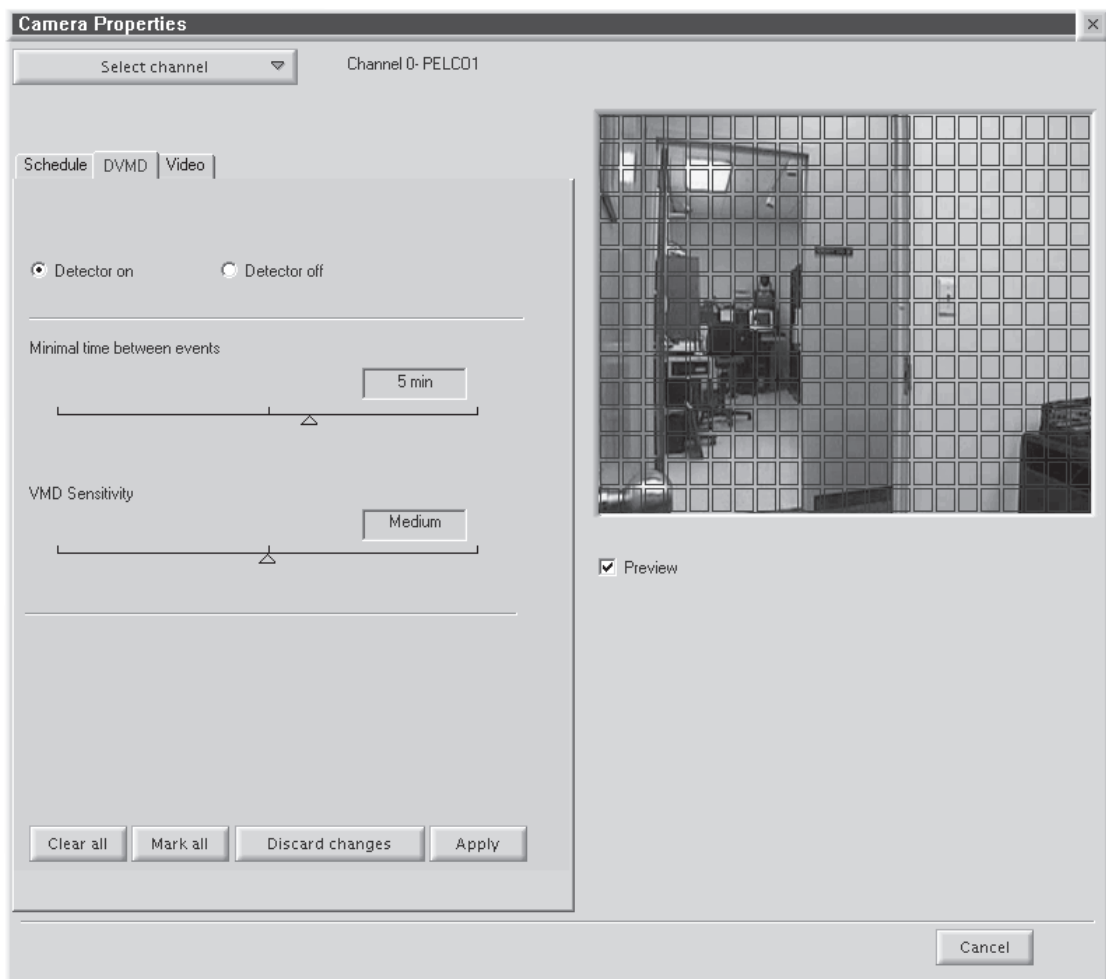 Camera Properties
Select channel
Channel 0- PELCO1
Schedule DVMD Video
Detector on Detector off
Minimal time between events
5 min
VMD Sensitivity
Medium
Preview
Clear all Mark all Discard changes Apply
Cancel